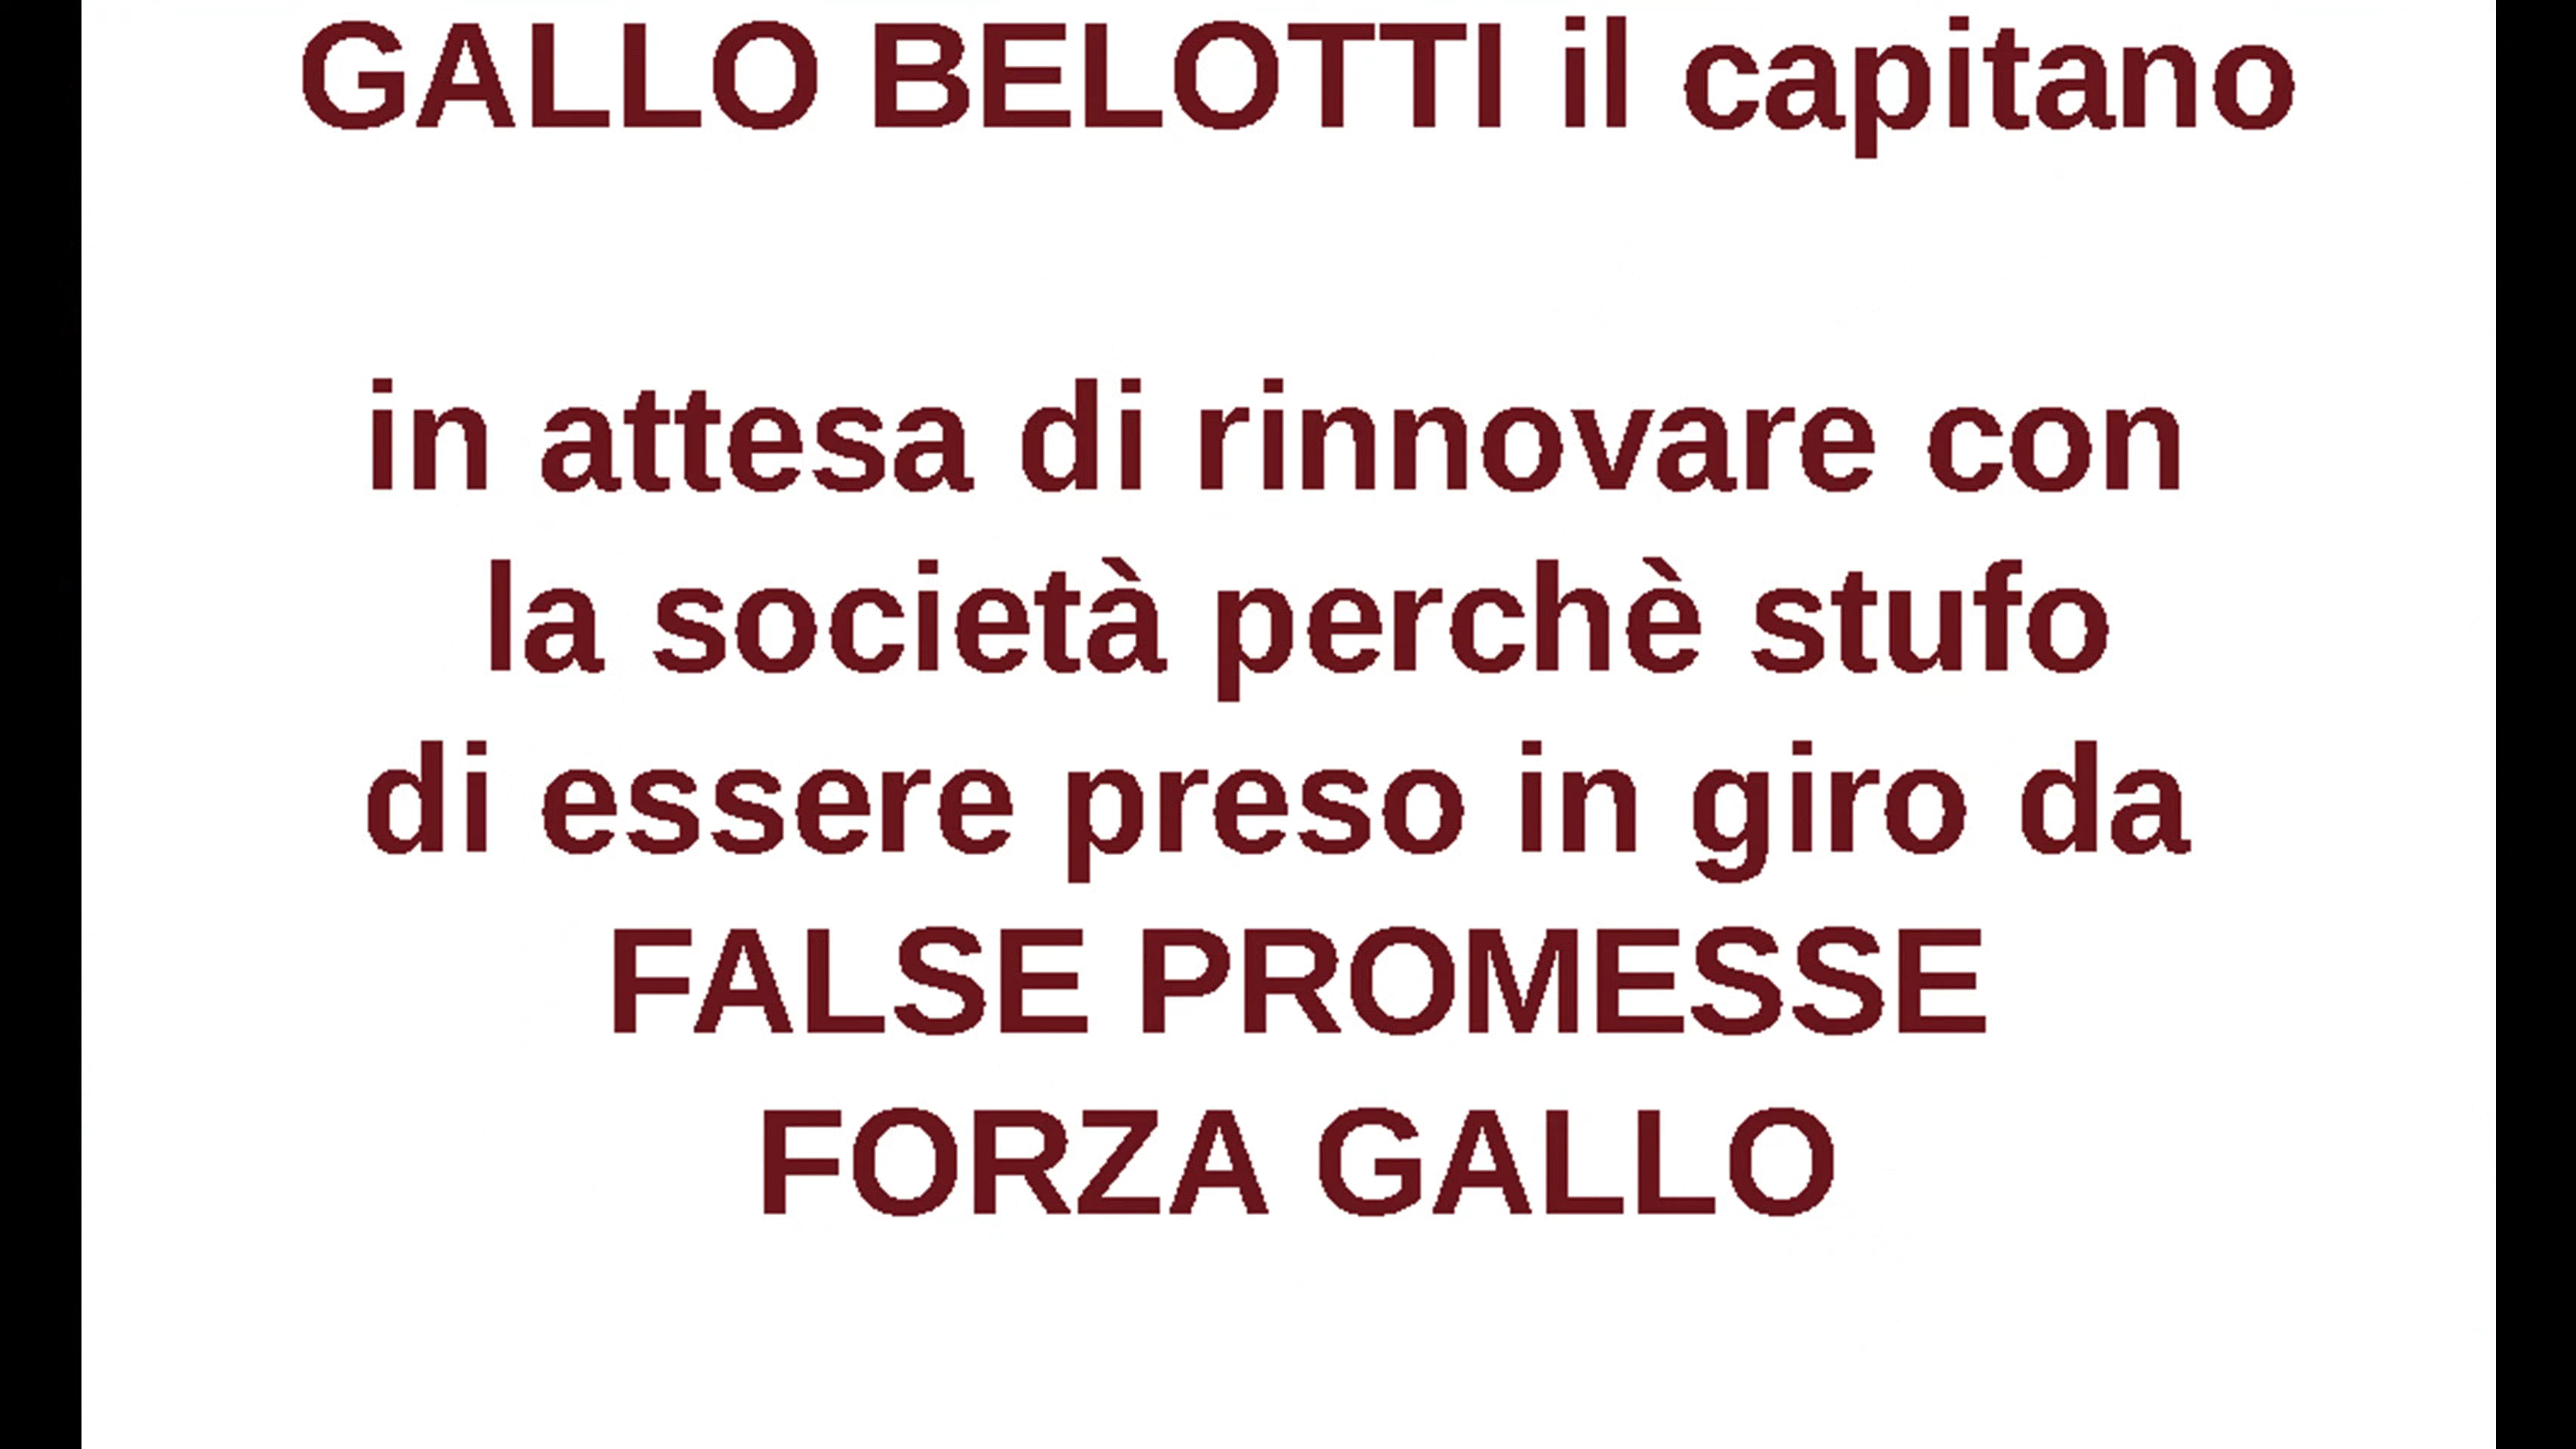 GALLO BELOTTI il capitano
in attesa di rinnovare con
la società perchè stufo
di essere preso in giro da
FALSE PROMESSE
FORZA GALLO